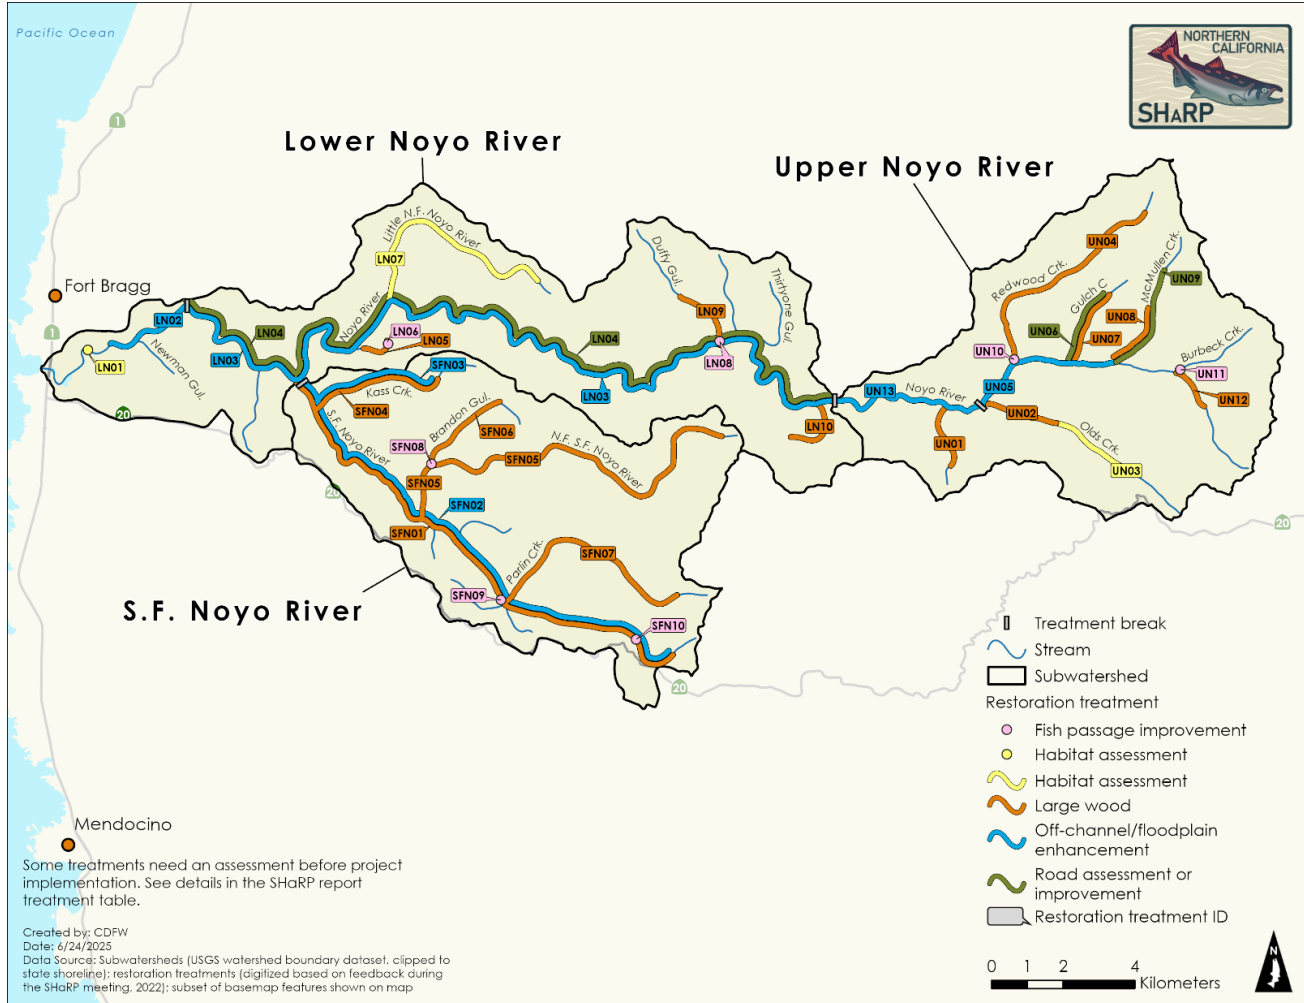 Pacific Ocean
NORTHERN
CALIFORNIA
SHaRP
1
Lower Noyo River
Upper Noyo River
Little N.F. Noyo River
LN07
Duffy Gul.
Thirtyone Gul.
Redwood Crk.
UN04
McMullen Crk.
UN09
Gulch C
UN08
UN06
UN07
Fort Bragg
1
LN02
LN04
LN03
LN01
Newman Gul.
20
Noyo River
LN06
LN05
LN09
LN04
LN03
LN08
UN10
Burbeck Crk.
UN11
UN12
UN05
UN13
Noyo River
UN02
Olds Crk.
UN03
UN01
LN10
SFN03
Kass Crk.
SFN04
S.F. Noyo River
Brandon Gul.
SFN06
SFN08
SFN05
N.F. S.F. Noyo River
SFN05
SFN02
SFN01
20
20
Parlin Crk.
SFN07
SFN09
SFN10
S.F. Noyo River
20
Mendocino
Some treatments need an assessment before project
implementation. See details in the SHaRP report
treatment table.
Created by: CDFW
Date: 6/24/2025
Data Source: Subwatersheds (USGS watershed boundary dataset, clipped to
state shoreline); restoration treatments (digitized based on feedback during
the SHaRP meeting, 2022); subset of basemap features shown on map
Treatment break
Stream
Subwatershed
Restoration treatment
Fish passage improvement
Habitat assessment
Habitat assessment
Large wood
Off-channel/floodplain
enhancement
Road assessment or
improvement
Restoration treatment ID
0 1 2 4
Kilometers
N